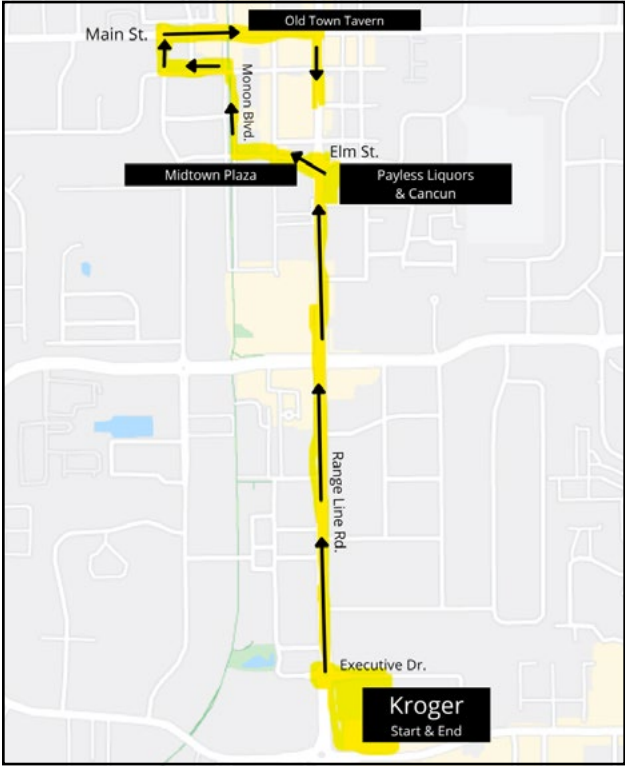 Old Town Tavern
Main St.
Monon Blvd.
Elm St.
Midtown Plaza
Payless Liquors
& Cancun
Range Line Rd.
Executive Dr.
Kroger
Start & End